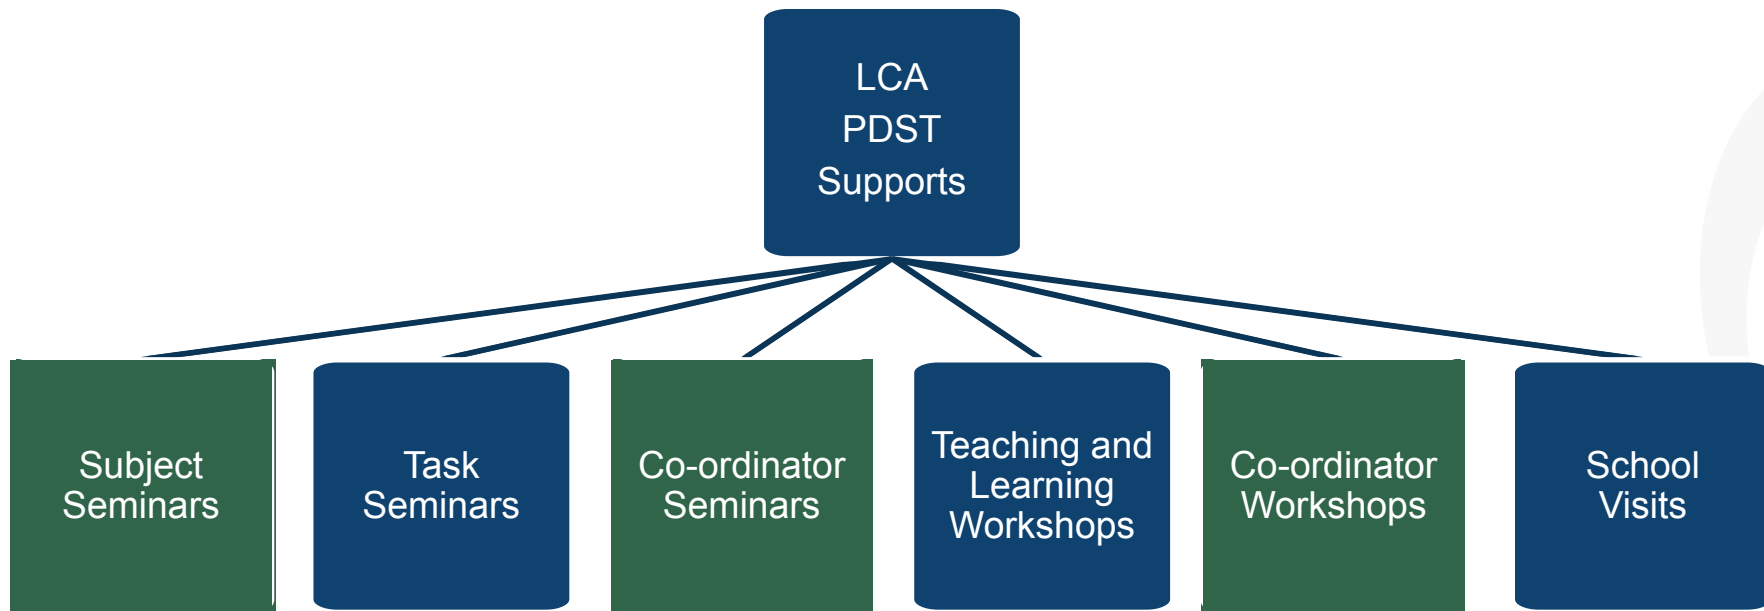 LCA
PDST
Supports
Subject
Seminars
Task
Seminars
Co-ordinator
Seminars
Teaching and
Learning
Workshops
Co-ordinator
Workshops
School
Visits